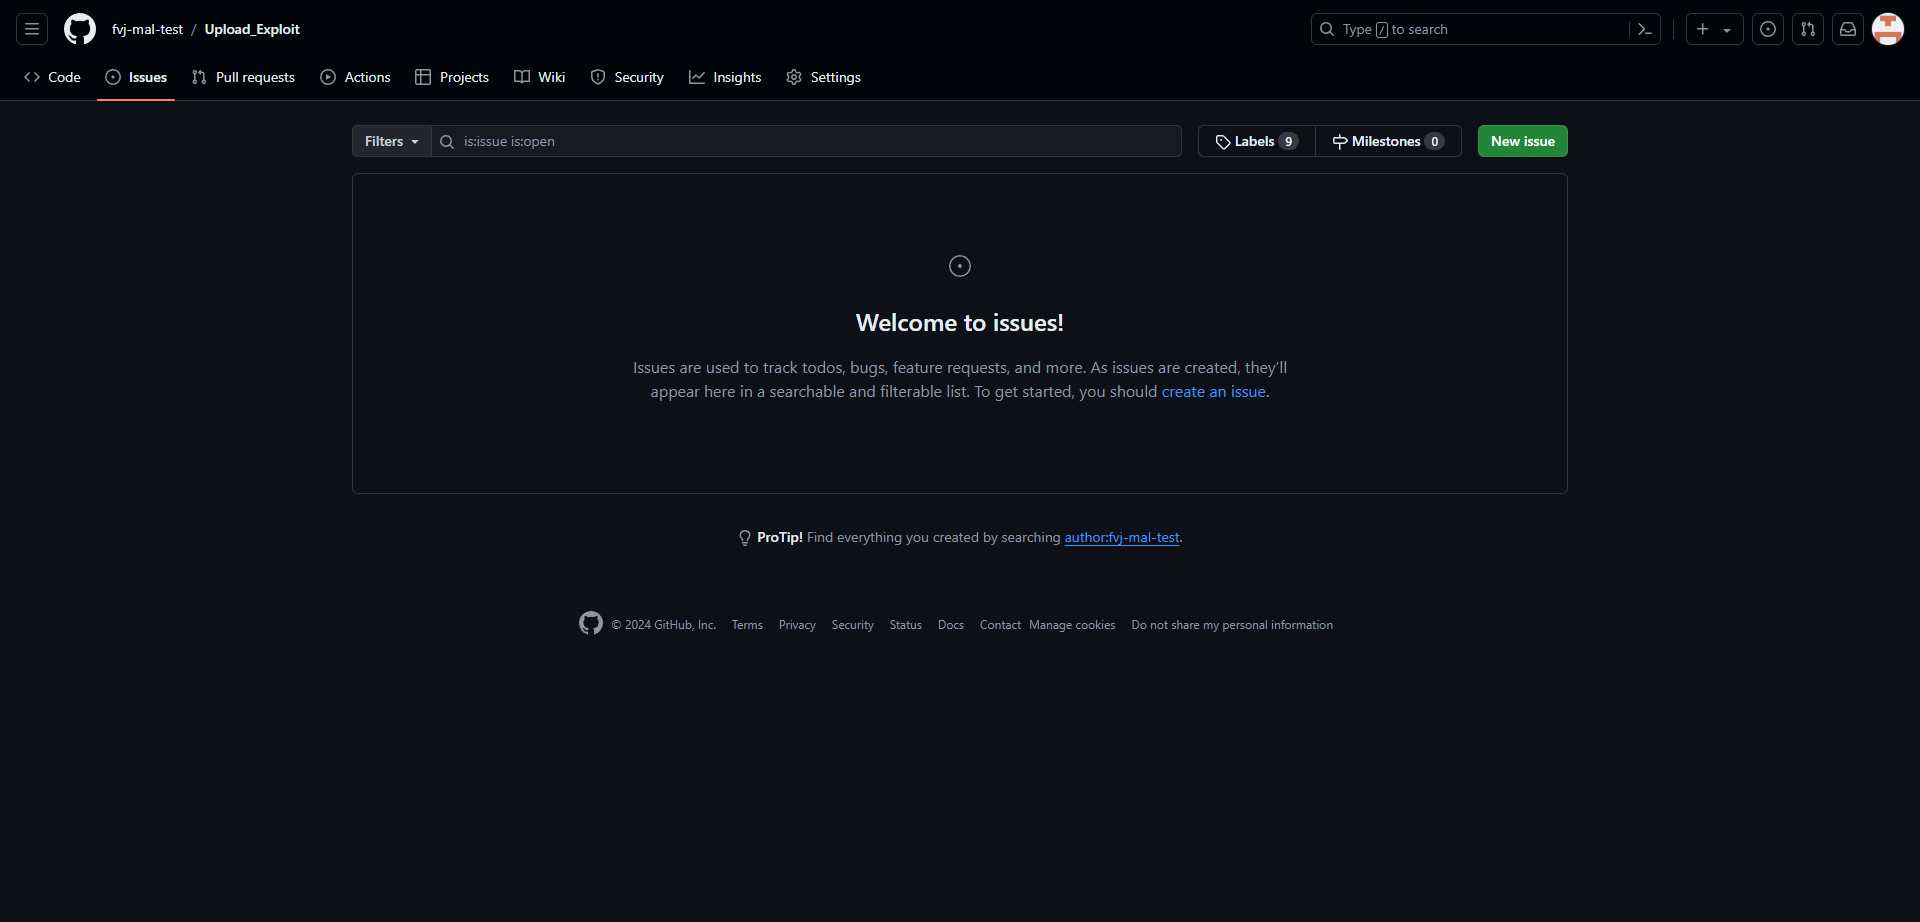 fvj-mal-test / Upload_Exploit
Type / to search
Code Issues Pull requests Actions Projects Wiki Security Insights Settings
Filters is:issue is:open Labels 9 Milestones 0 New issue
Welcome to issues!
Issues are used to track todos, bugs, feature requests, and more. As issues are created, they’ll
appear here in a searchable and filterable list. To get started, you should create an issue.
ProTip! Find everything you created by searching author:fvj-mal-test.
© 2024 GitHub, Inc. Terms Privacy Security Status Docs Contact Manage cookies Do not share my personal information